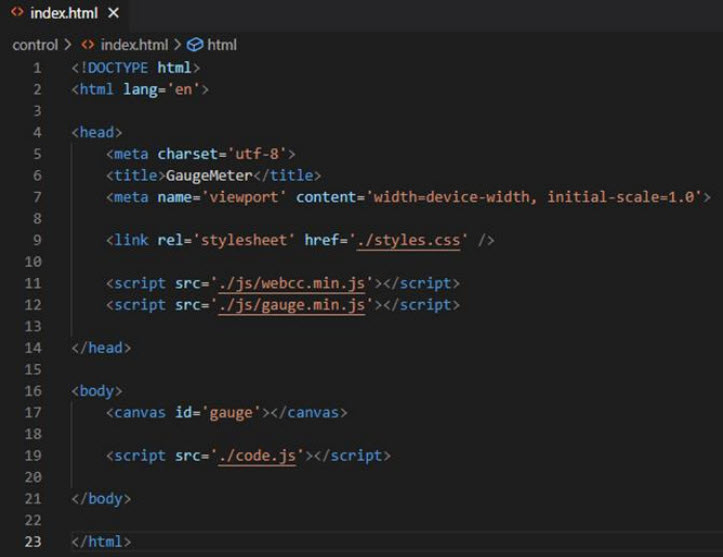 index.html
control > index.html > html
1 <!DOCTYPE html>
2 <html lang='en'>
3
4 <head>
5 <meta charset='utf-8'>
6 <title>GaugeMeter</title>
7 <meta name='viewport' content='width=device-width, initial-scale=1.0'>
8
9 <link rel='stylesheet' href='./styles.css' />
10
11 <script src='./js/webcc.min.js'></script>
12 <script src='./js/gauge.min.js'></script>
13
14 </head>
15
16 <body>
17 <canvas id='gauge'></canvas>
18
19 <script src='./code.js'></script>
20
21 </body>
22
23 </html>